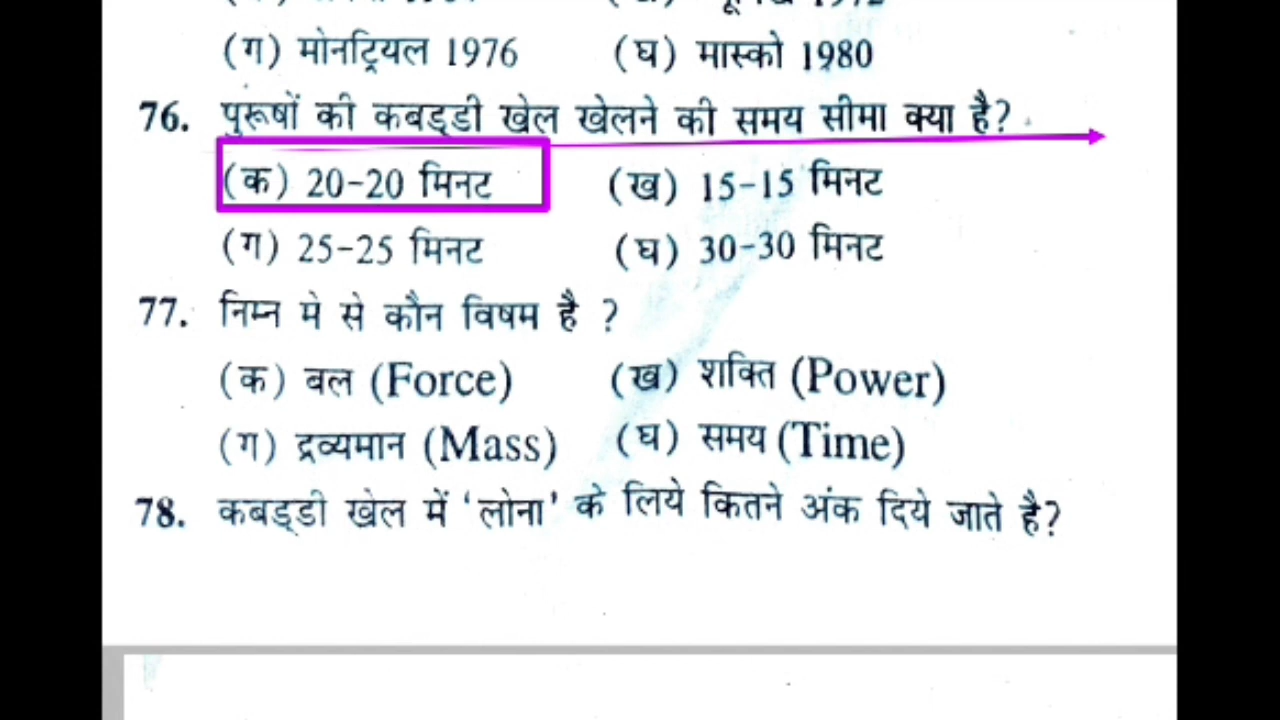 (ग) मोनट्रियल 1976 (घ) मास्को 1980
76. पुरूषों की कबड्डी खेल खेलने की समय सीमा क्या है?
(क) 20-20 मिनट (ख) 15-15 मिनट
(ग) 25-25 मिनट (घ) 30-30 मिनट
77. निम्न मे से कौन विषम है ?
(क) बल (Force) (ख) शक्ति (Power)
(ग) द्रव्यमान (Mass) (घ) समय (Time)
78. कबड्डी खेल में 'लोना' के लिये कितने अंक दिये जाते है?